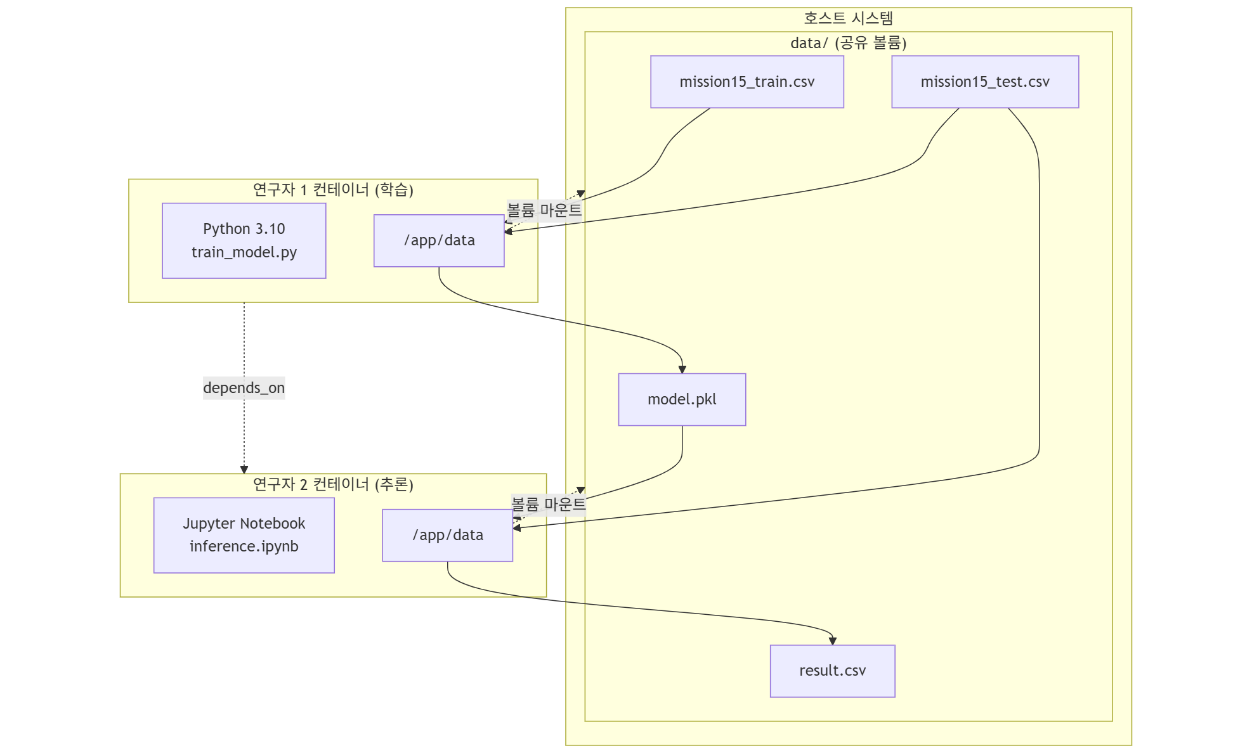 호스트 시스템
data/ (공유 볼륨)
mission15_train.csv
mission15_test.csv
연구자 1 컨테이너 (학습)
Python 3.10
train_model.py
/app/data
볼륨 마운트
depends_on
model.pkl
연구자 2 컨테이너 (추론)
Jupyter Notebook
inference.ipynb
/app/data
볼륨 마운트
result.csv